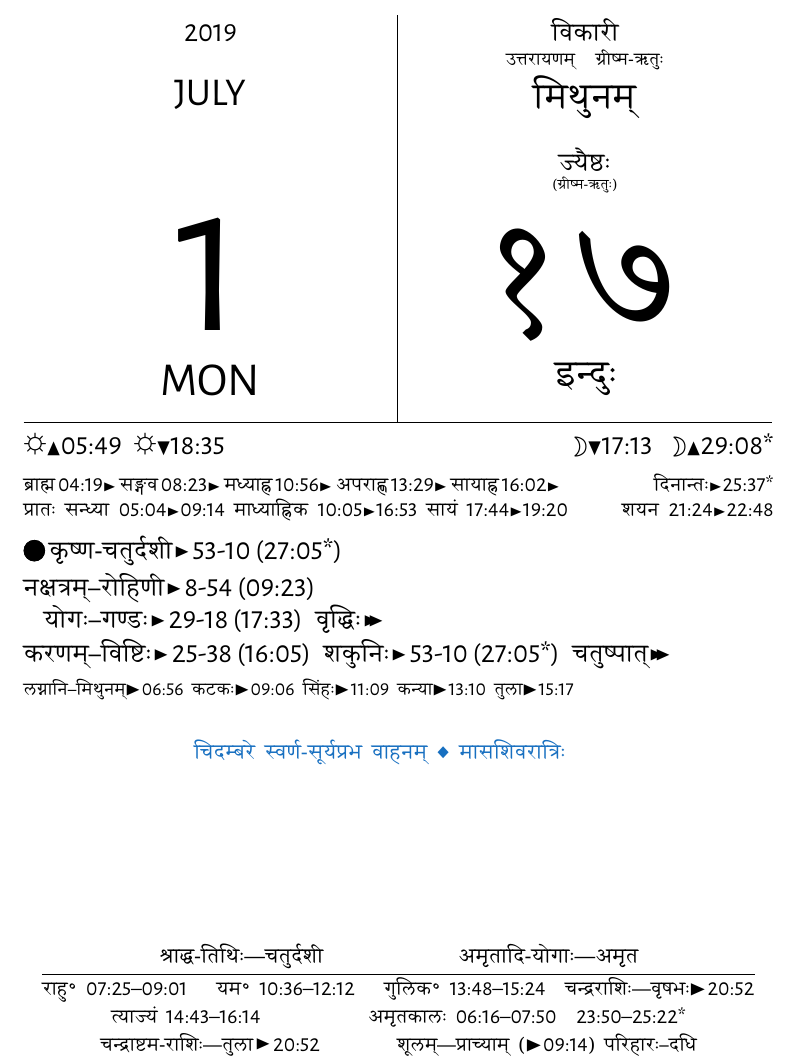 2019
JULY
1
MON
विकारी
उत्तरायणम् ग्रीष्म-ऋतुः
मिथुनम्
ज्यैष्ठः
(ग्रीष्म-ऋतुः)
१७
इन्दुः
☼▲05:49 ☼▼18:35 ☽▼17:13 ☽▲29:08*
ब्राह्म 04:19► सङ्गव 08:23► मध्याह्न 10:56► अपराह्ण 13:29► सायाह्न 16:02► दिनान्तः►25:37*
प्रातः सन्ध्या 05:04►09:14 माध्याह्निक 10:05►16:53 सायं 17:44►19:20 शयन 21:24►22:48
●कृष्ण-चतुर्दशी►53-10 (27:05*)
नक्षत्रम्–रोहिणी►8-54 (09:23)
योगः–गण्डः►29-18 (17:33) वृद्धिः►►
करणम्–विष्टिः►25-38 (16:05) शकुनिः►53-10 (27:05*) चतुष्पात्►►
लग्नानि–मिथुनम्►06:56 कटकः►09:06 सिंहः►11:09 कन्या►13:10 तुला►15:17
चिदम्बरे स्वर्ण-सूर्यप्रभ वाहनम् ◆ मासशिवरात्रिः
श्राद्ध-तिथिः—चतुर्दशी अमृतादि-योगाः—अमृत
राहु° 07:25–09:01 यम° 10:36–12:12 गुलिक° 13:48–15:24 चन्द्रराशिः—वृषभः►20:52
त्याज्यं 14:43–16:14 अमृतकालः 06:16–07:50 23:50–25:22*
चन्द्राष्टम-राशिः—तुला►20:52 शूलम्—प्राच्याम् (►09:14) परिहारः–दधि